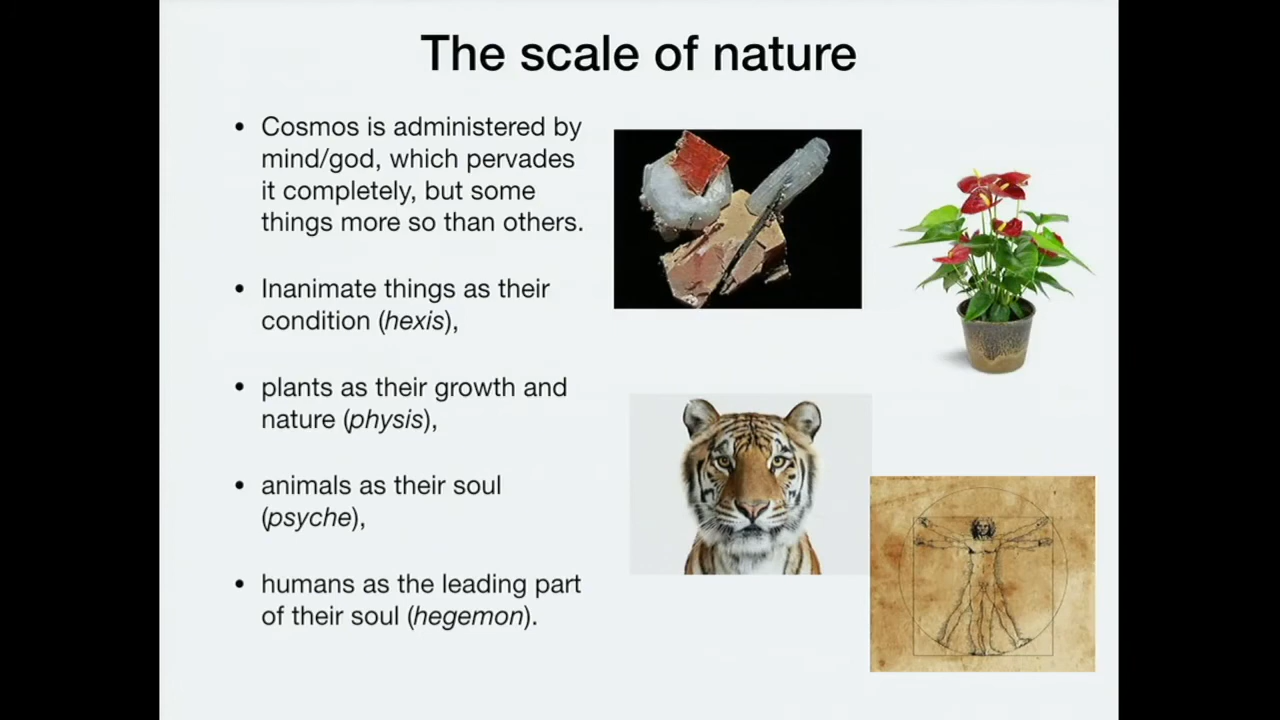 The scale of nature
• Cosmos is administered by
mind/god, which pervades
it completely, but some
things more so than others.
• Inanimate things as their
condition (hexis),
• plants as their growth and
nature (physis),
• animals as their soul
(psyche),
• humans as the leading part
of their soul (hegemon).